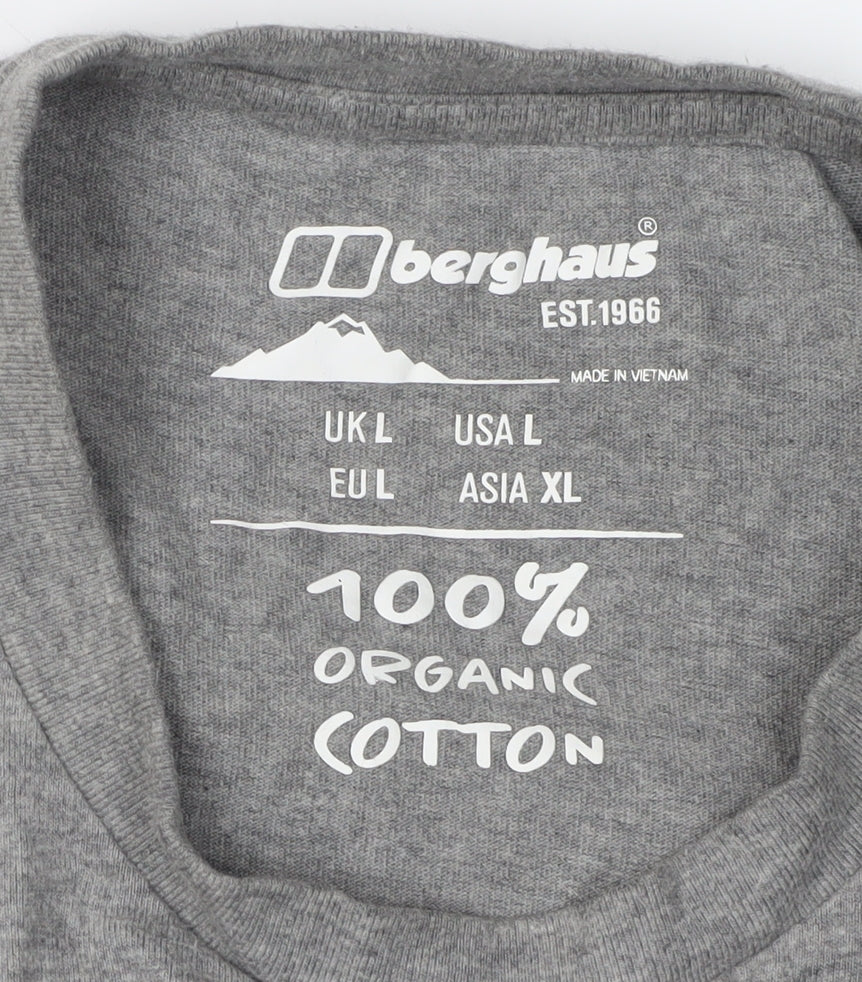 berghaus®
EST.1966
MADE IN VIETNAM
UK L USA L
EU L ASIA XL
100%
ORGANIC
COTTON